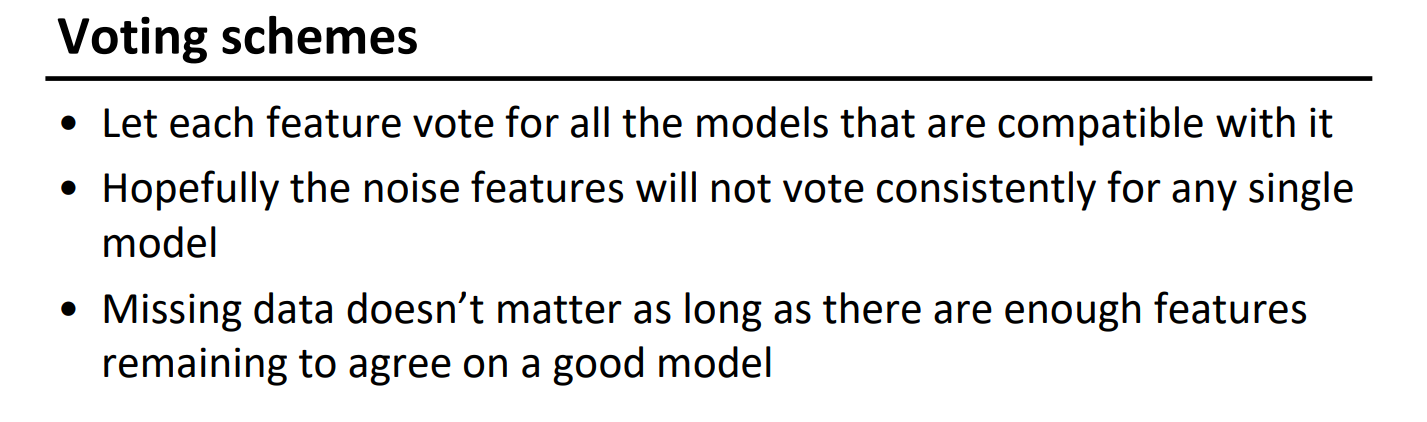 Voting schemes
• Let each feature vote for all the models that are compatible with it
• Hopefully the noise features will not vote consistently for any single
model
• Missing data doesn’t matter as long as there are enough features
remaining to agree on a good model